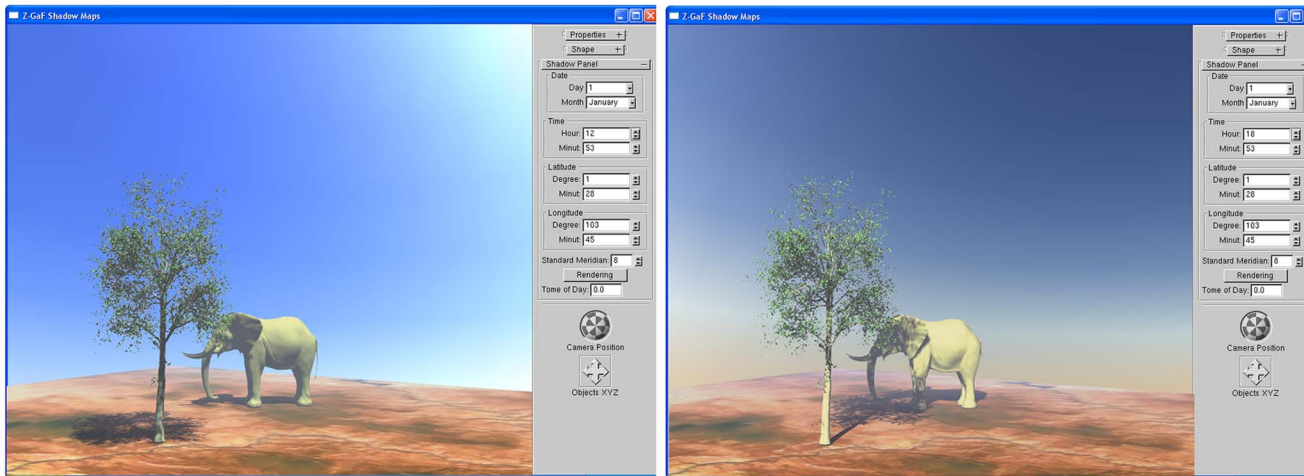 Z-GaF Shadow Maps
Properties +
Shape +
Shadow Panel −
Date
Day 1
Month January
Time
Hour: 12
Minut: 53
Latitude
Degree: 1
Minut: 28
Longitude
Degree: 103
Minut: 45
Standard Meridian: 8
Rendering
Tome of Day: 0.0
Camera Position
Objects XYZ
Z-GaF Shadow Maps
Properties +
Shape +
Shadow Panel −
Date
Day 1
Month January
Time
Hour: 18
Minut: 53
Latitude
Degree: 1
Minut: 28
Longitude
Degree: 103
Minut: 45
Standard Meridian: 8
Rendering
Tome of Day: 0.0
Camera Position
Objects XYZ